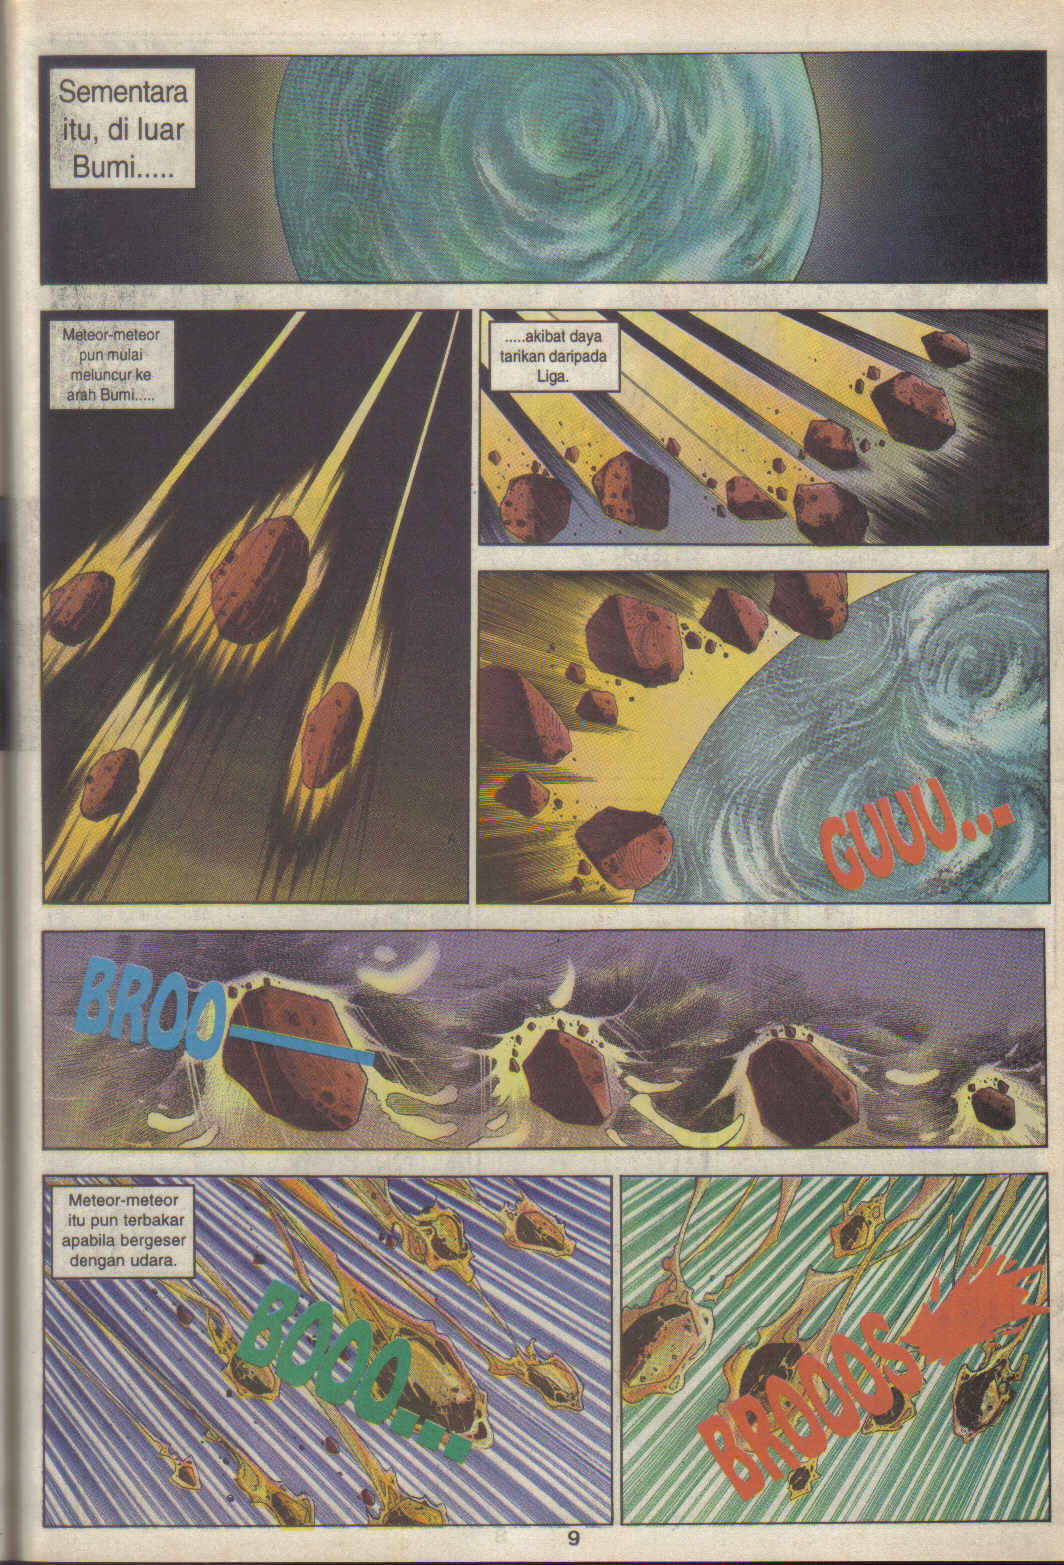 Sementara
itu, di luar
Bumi.....
Meteor-meteor
pun mulai
meluncur ke
arah Bumi.....
.....akibat daya
tarikan daripada
Liga.
GUUU...-
BROO—
Meteor-meteor
itu pun terbakar
apabila bergeser
dengan udara.
BOOO----
BROOOS
9